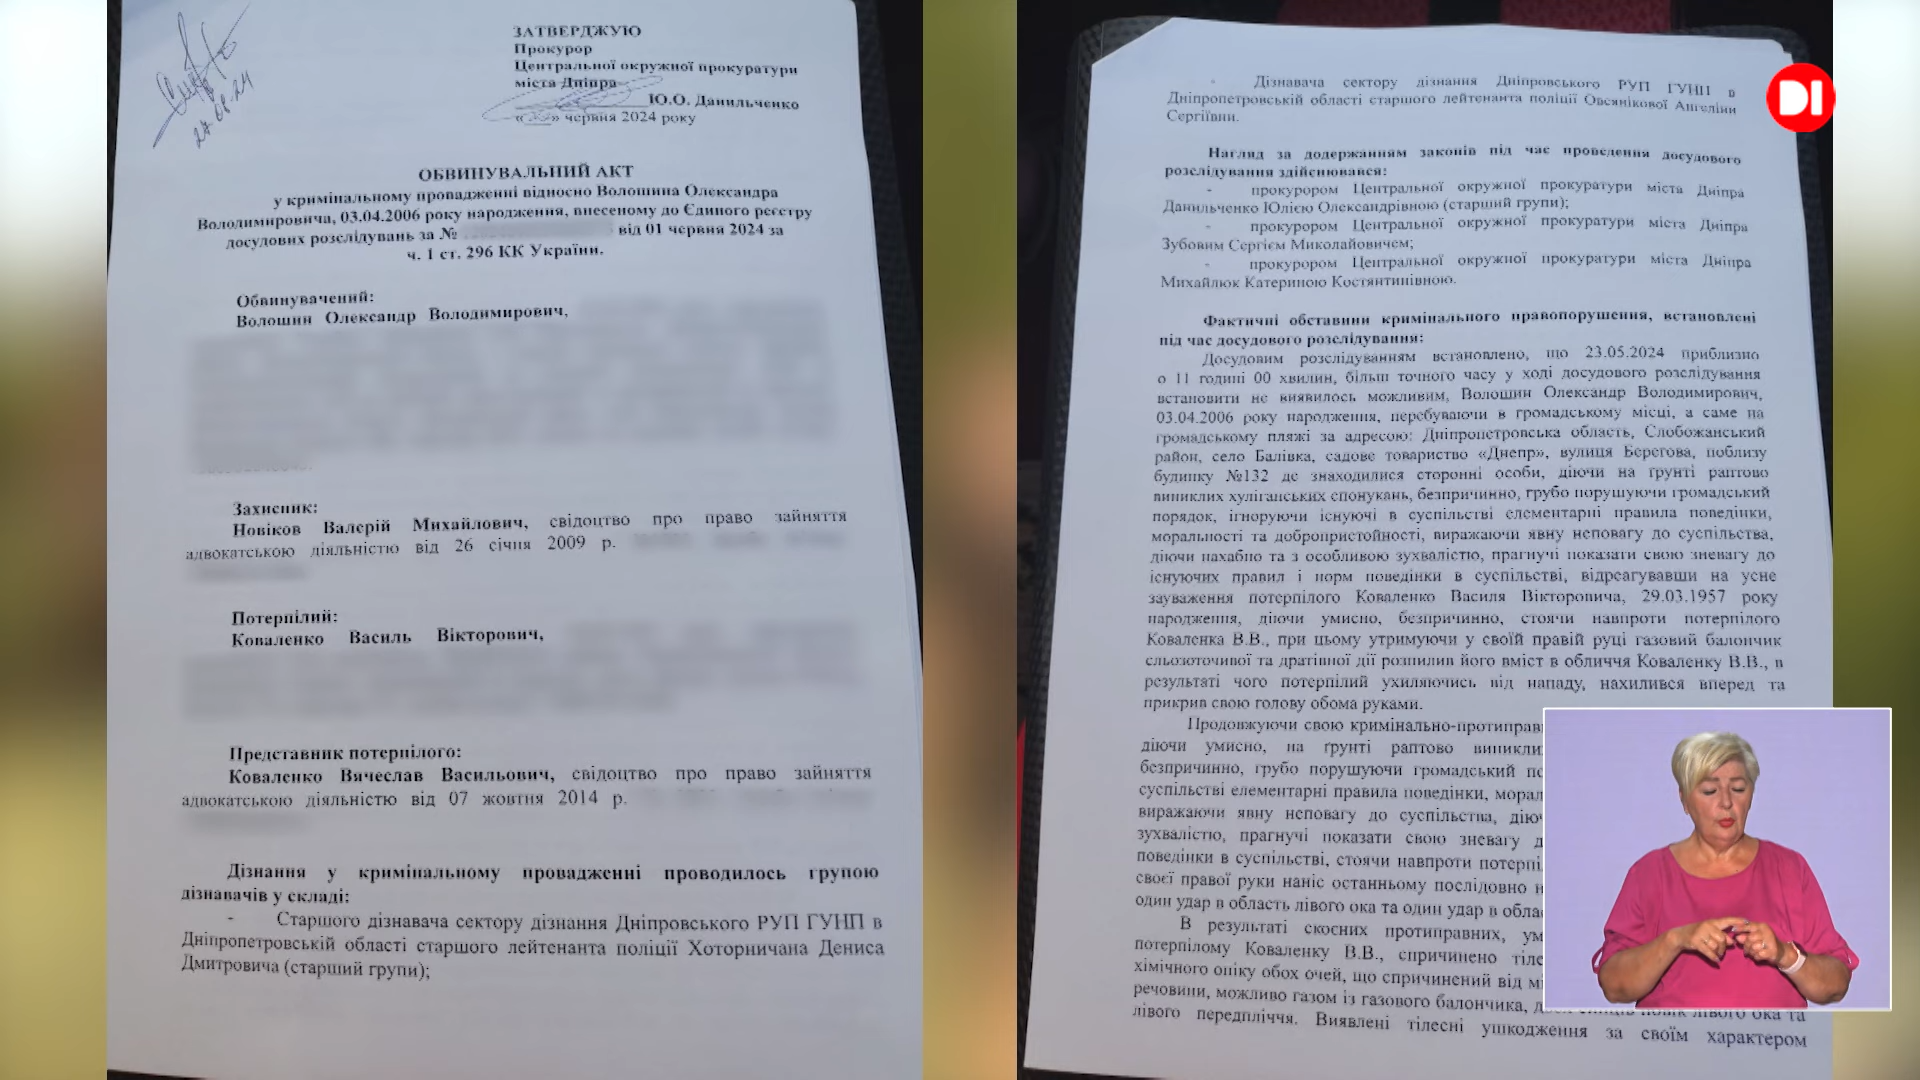 ЗАТВЕРДЖУЮ
Прокурор
Центральної окружної прокуратури
міста Дніпра
Ю.О. Данильченко
» червня 2024 року
ОБВИНУВАЛЬНИЙ АКТ
у кримінальному провадженні відносно Волошина Олександра
Володимировича, 03.04.2006 року народження, внесеному до Єдиного реєстру
досудових розслідувань за № від 01 червня 2024 за
ч. 1 ст. 296 КК України.
Обвинувачений:
Волошин Олександр Володимирович,
Захисник:
Новіков Валерій Михайлович, свідоцтво про право зайняття
адвокатською діяльністю від 26 січня 2009 р.
Потерпілий:
Коваленко Василь Вікторович,
Представник потерпілого:
Коваленко Вячеслав Васильович, свідоцтво про право зайняття
адвокатською діяльністю від 07 жовтня 2014 р.
Дізнання у кримінальному провадженні проводилось групою
дізнавачів у складі:
- Старшого дізнавача сектору дізнання Дніпровського РУП ГУНП в
Дніпропетровській області старшого лейтенанта поліції Хоторничана Дениса
Дмитровича (старший групи);
- Дізнавача сектору дізнання Дніпровського РУП ГУНП в
Дніпропетровській області старшого лейтенанта поліції Овсянікової Ангеліни
Сергіївни.
Нагляд за додержанням законів під час проведення досудового
розслідування здійснювався:
- прокурором Центральної окружної прокуратури міста Дніпра
Данильченко Юлією Олександрівною (старший групи);
- прокурором Центральної окружної прокуратури міста Дніпра
Зубовим Сергієм Миколайовичем;
- прокурором Центральної окружної прокуратури міста Дніпра
Михайлюк Катериною Костянтинівною.
Фактичні обставини кримінального правопорушення, встановлені
під час досудового розслідування:
Досудовим розслідуванням встановлено, що 23.05.2024 приблизно
о 11 годині 00 хвилин, більш точного часу у ході досудового розслідування
встановити не виявилось можливим, Волошин Олександр Володимирович,
03.04.2006 року народження, перебуваючи в громадському місці, а саме на
громадському пляжі за адресою: Дніпропетровська область, Слобожанський
район, село Балівка, садове товариство «Днепр», вулиця Берегова, поблизу
будинку №132 де знаходилися сторонні особи, діючи на ґрунті раптово
виниклих хуліганських спонукань, безпричинно, грубо порушуючи громадський
порядок, ігноруючи існуючі в суспільстві елементарні правила поведінки,
моральності та добропристойності, виражаючи явну неповагу до суспільства,
діючи нахабно та з особливою зухвалістю, прагнучі показати свою зневагу до
існуючих правил і норм поведінки в суспільстві, відреагувавши на усне
зауваження потерпілого Коваленко Василя Вікторовича, 29.03.1957 року
народження, діючи умисно, безпричинно, стоячи навпроти потерпілого
Коваленка В.В., при цьому утримуючи у своїй правій руці газовий балончик
сльозоточивої та дратівної дії розпилив його вміст в обличчя Коваленку В.В., в
результаті чого потерпілий ухиляючись від нападу, нахилився вперед та
прикрив свою голову обома руками.
Продовжуючи свою кримінально-протиправ
діючи умисно, на ґрунті раптово виникли
безпричинно, грубо порушуючи громадський по
суспільстві елементарні правила поведінки, морал
виражаючи явну неповагу до суспільства, діюч
зухвалістю, прагнучі показати свою зневагу д
поведінки в суспільстві, стоячи навпроти потерпі
своєї правої руки наніс останньому послідовно н
один удар в область лівого ока та один удар в обла
В результаті скоєних протиправних, ум
потерпілому Коваленку В.В., спричинено тіле
хімічного опіку обох очей, що спричинений від мі
речовини, можливо газом із газового балончика, лівого ока та
лівого передпліччя. Виявлені тілесні ушкодження за своїм характером
DI